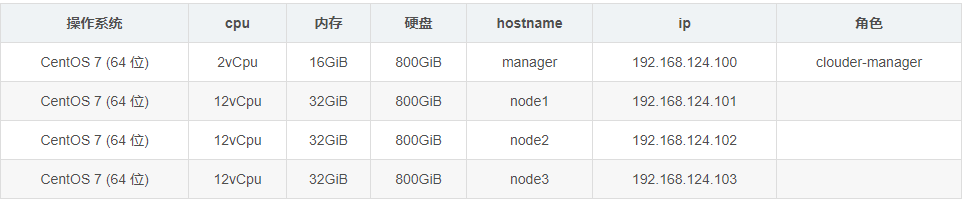 操作系统 cpu 内存 硬盘 hostname ip 角色
CentOS 7 (64 位) 2vCpu 16GiB 800GiB manager 192.168.124.100 clouder-manager
CentOS 7 (64 位) 12vCpu 32GiB 800GiB node1 192.168.124.101
CentOS 7 (64 位) 12vCpu 32GiB 800GiB node2 192.168.124.102
CentOS 7 (64 位) 12vCpu 32GiB 800GiB node3 192.168.124.103